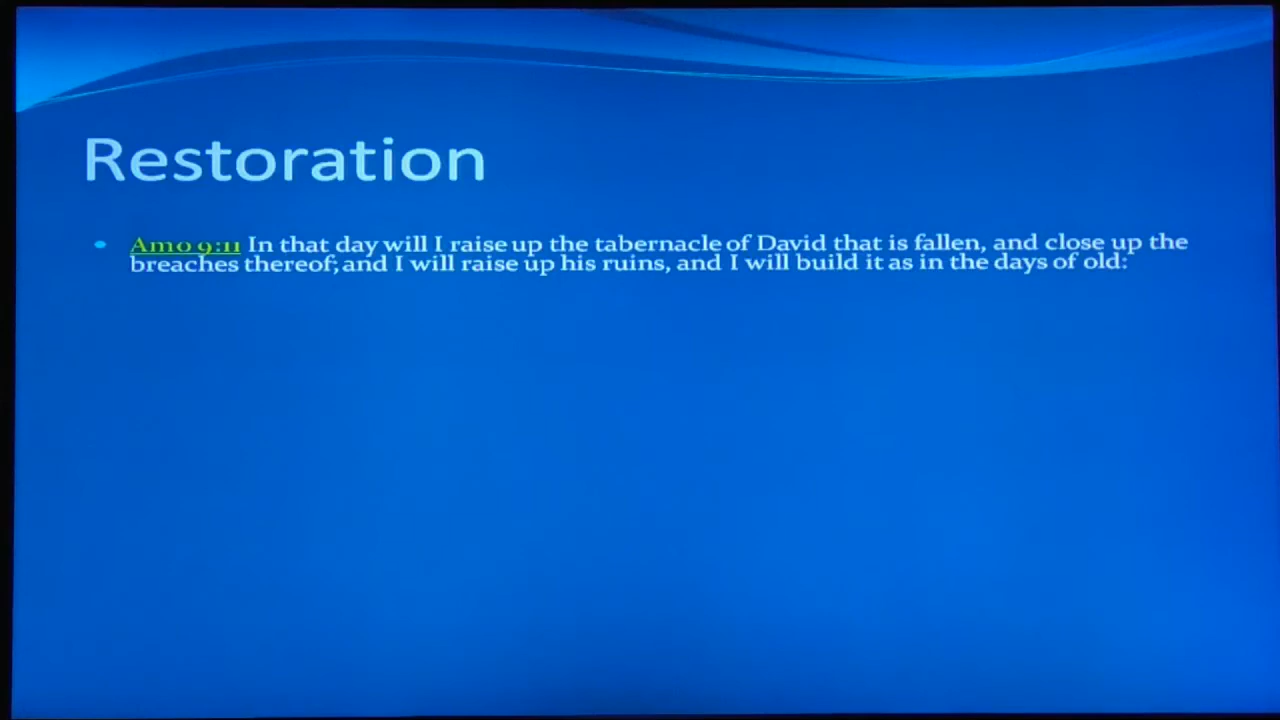 Restoration
• Amo 9:11 In that day will I raise up the tabernacle of David that is fallen, and close up the
breaches thereof; and I will raise up his ruins, and I will build it as in the days of old: